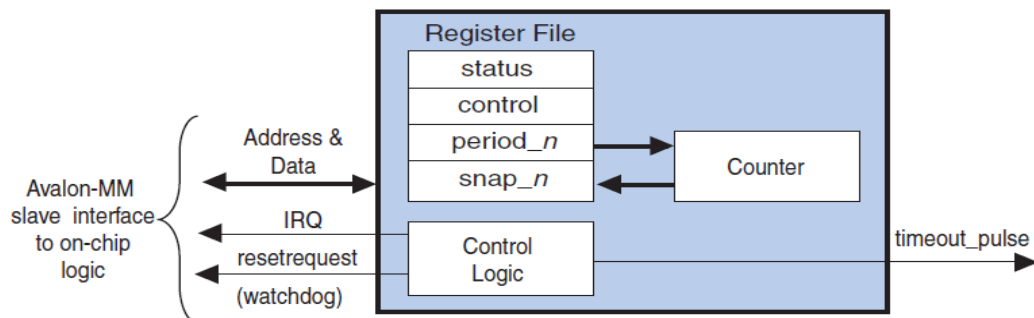 Register File
status
control
period_n
snap_n
Counter
Address &
Data
Avalon-MM
slave interface
to on-chip
logic
IRQ
resetrequest
(watchdog)
Control
Logic
timeout_pulse